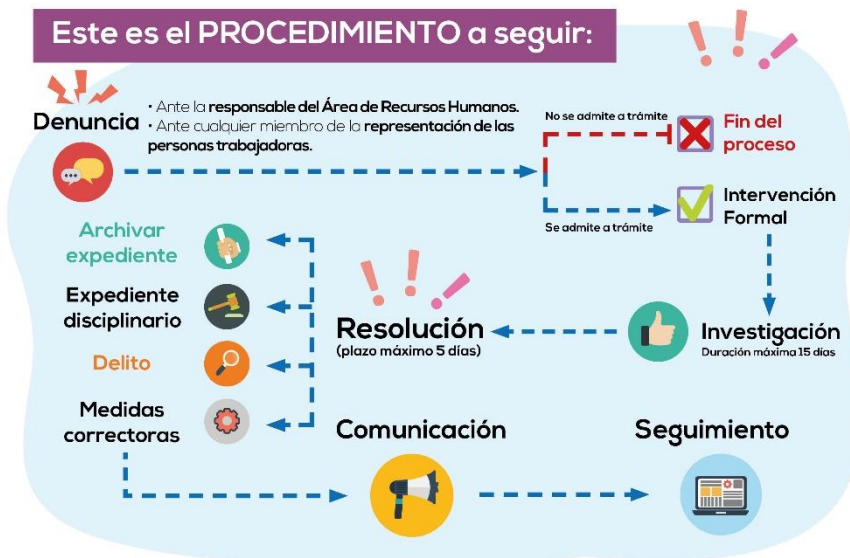 Este es el PROCEDIMIENTO a seguir:
Denuncia
• Ante la responsable del Área de Recursos Humanos.
• Ante cualquier miembro de la representación de las
personas trabajadoras.
No se admite a trámite
Fin del
proceso
Se admite a trámite
Intervención
Formal
Investigación
Duración máxima 15 días
Resolución
(plazo máximo 5 días)
Archivar
expediente
Expediente
disciplinario
Delito
Medidas
correctoras
Comunicación
Seguimiento